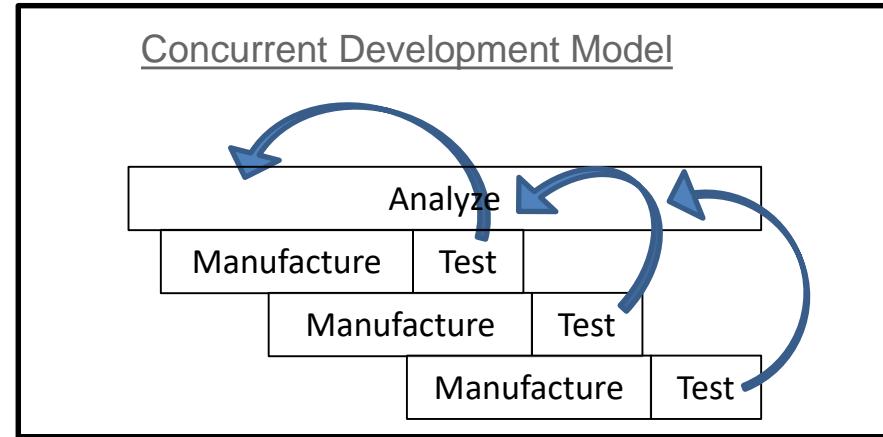 Concurrent Development Model
Analyze
Manufacture Test
Manufacture Test
Manufacture Test